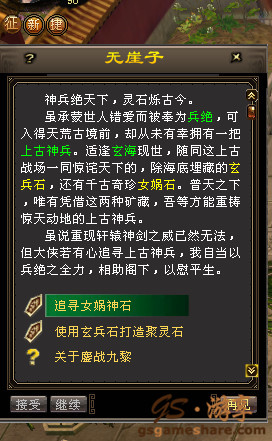 90
征 新 捷
?
无崖子
神兵绝天下，灵石烁古今。
虽承蒙世人错爱而被奉为兵绝，可
入得天荒古境前，却从未有幸拥有一把
上古神兵。适逢玄海现世，随同这上古
战场一同惊诧天下的，除海底埋藏的玄
兵石，还有千古奇珍女娲石。普天之下
，唯有凭借这两种矿藏，吾等方能重铸
惊天动地的上古神兵。
虽说重现轩辕神剑之威已然无法，
但大侠若有心追寻上古神兵，我自当以
兵绝之全力，相助阁下，以慰平生。
追寻女娲神石
使用玄兵石打造聚灵石
? 关于鏖战九黎
接受 继续 再见
gsgameshare.com